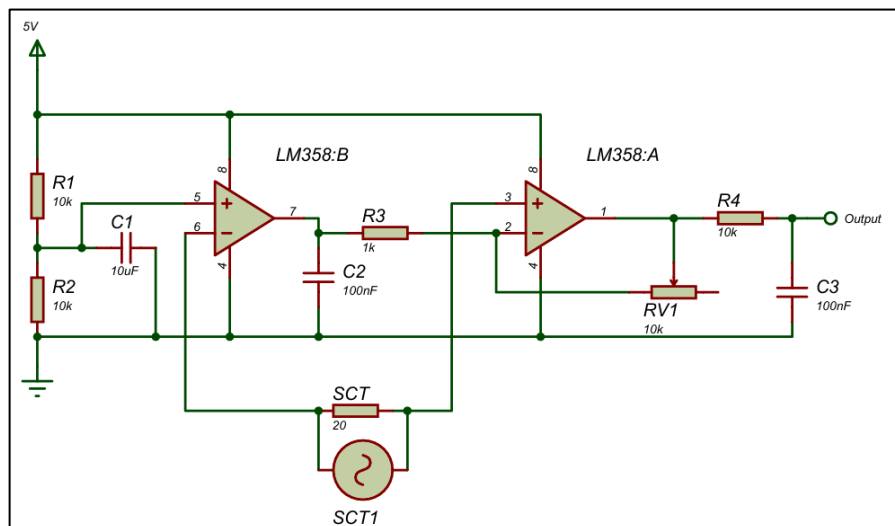 5V
LM358:B
LM358:A
8
8
R1
10k
5
6
7
3
2
1
R4
10k
Output
C1
10uF
R3
1k
4
4
R2
10k
C2
100nF
RV1
10k
C3
100nF
SCT
20
SCT1